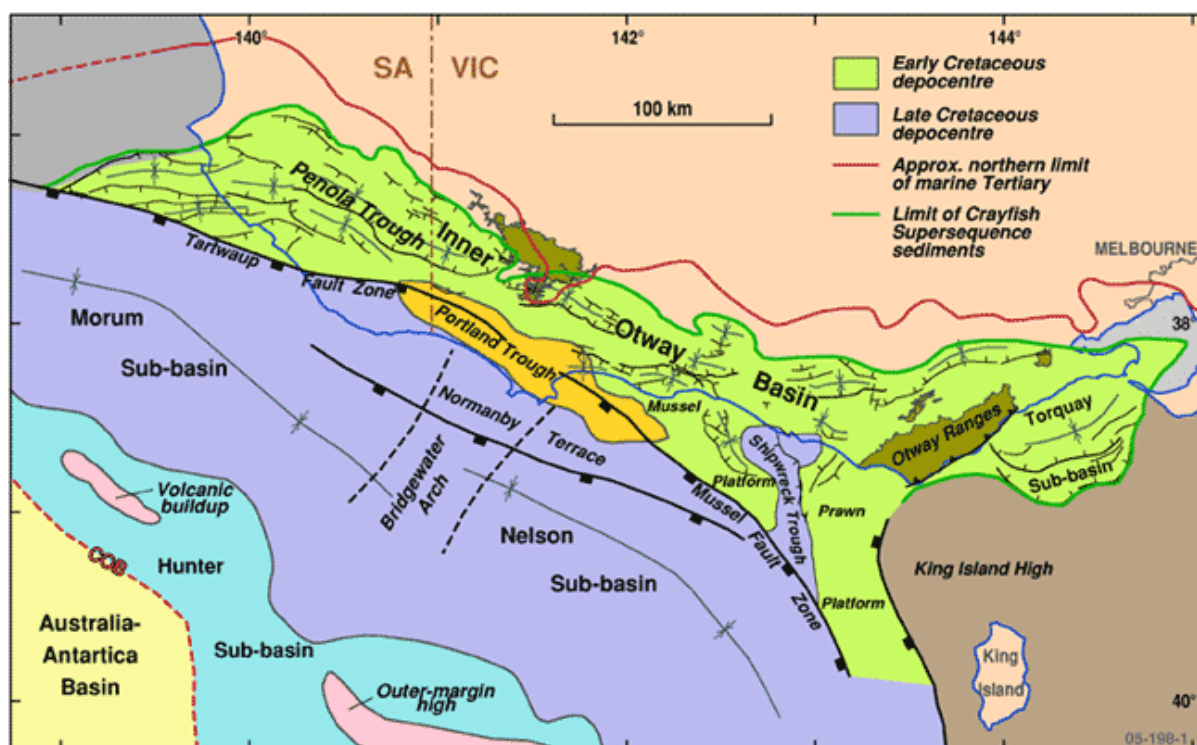 140°
142°
144°
SA
VIC
100 km
Early Cretaceous
depocentre
Late Cretaceous
depocentre
Approx. northern limit
of marine Tertiary
Limit of Crayfish
Supersequence
sediments
MELBOURNE
38°
Penola Trough
Inner
Otway
Basin
Tartwaup
Fault Zone
Portland Trough
Morum
Sub-basin
Normanby
Terrace
Mussel
Platform
Shipwreck Trough
Otway Ranges
Torquay
Sub-basin
Bridgewater
Arch
Mussel
Fault
Zone
Prawn
Platform
King Island High
Volcanic
buildup
COB
Hunter
Sub-basin
Nelson
Sub-basin
Australia-
Antartica
Basin
Outer-margin
high
King
Island
40°
05-198-1